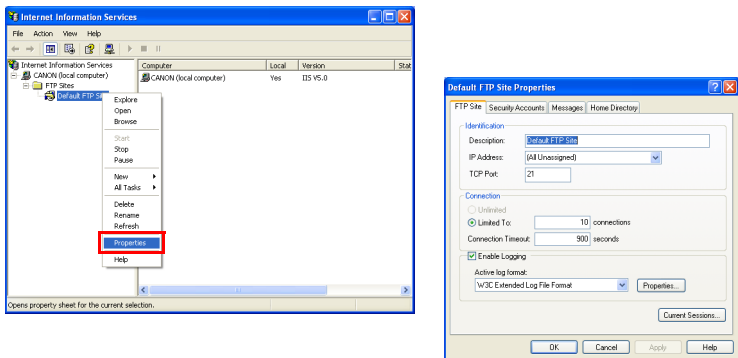 Internet Information Services
File Action View Help
Internet Information Services
CANON (local computer)
FTP Sites
Default FTP Si
Computer Local Version Stat
CANON (local computer) Yes IIS V5.0
Explore
Open
Browse
Start
Stop
Pause
New
All Tasks
Delete
Rename
Refresh
Properties
Help
Opens property sheet for the current selection.
Default FTP Site Properties
FTP Site Security Accounts Messages Home Directory
Identification
Description: Default FTP Site
IP Address: (All Unassigned)
TCP Port: 21
Connection
Unlimited
Limited To: 10 connections
Connection Timeout: 900 seconds
Enable Logging
Active log format:
W3C Extended Log File Format Properties...
Current Sessions...
OK Cancel Apply Help